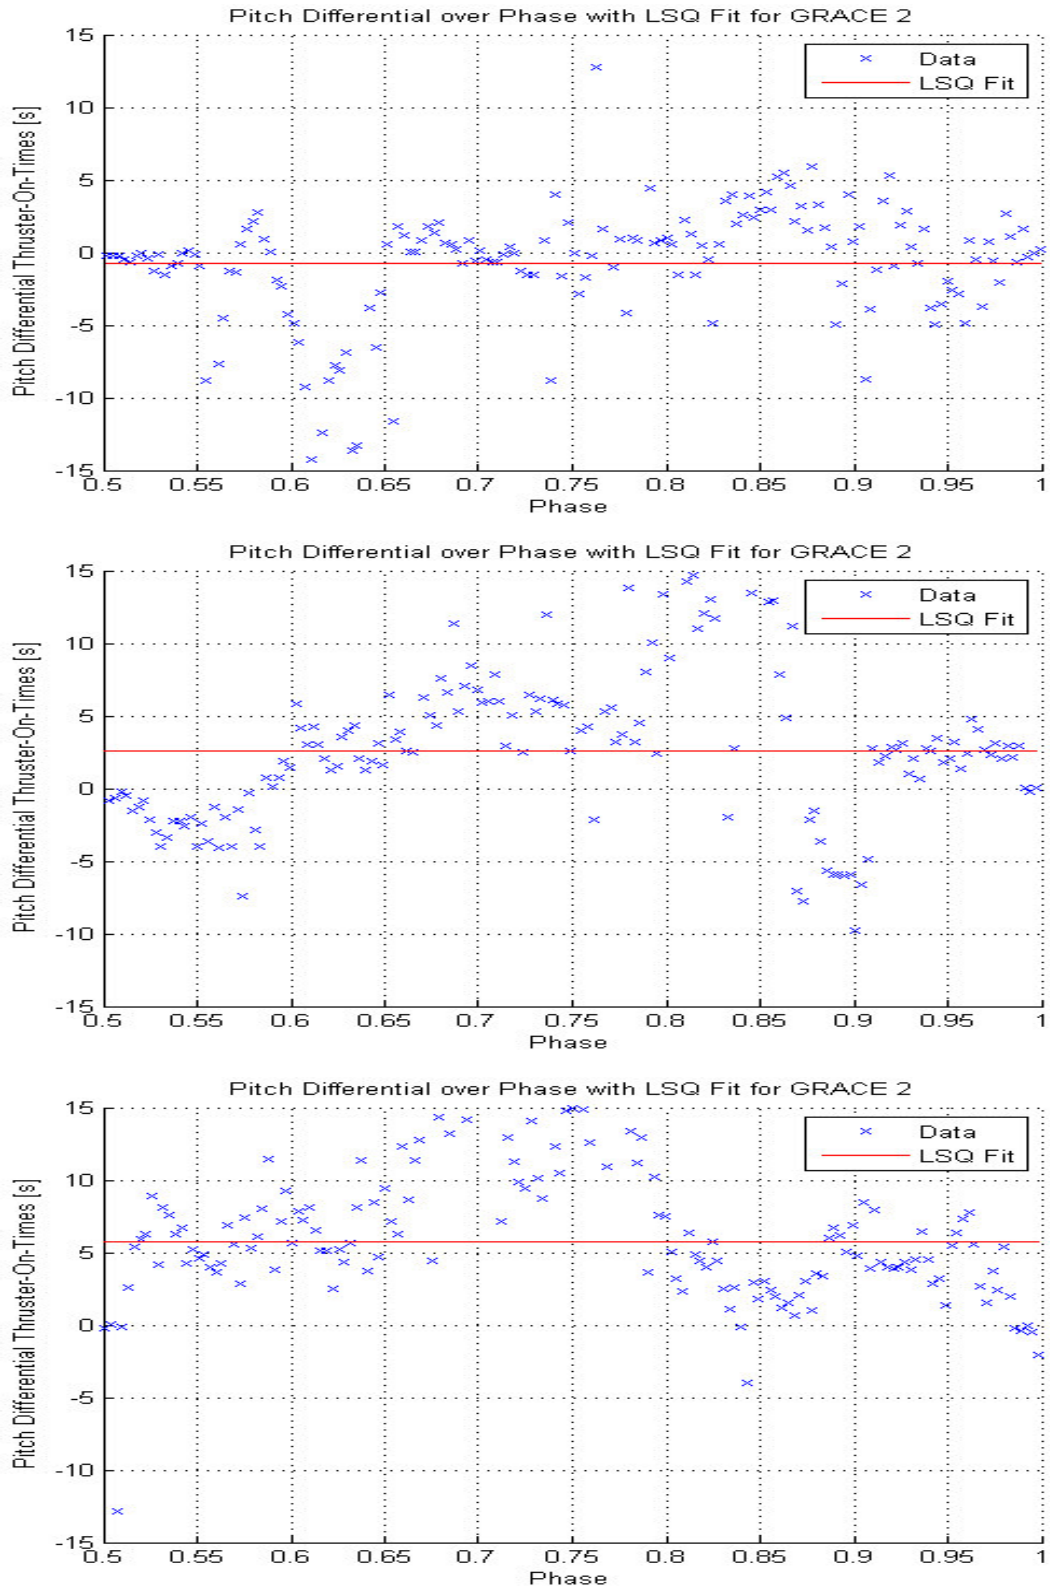 Pitch Differential over Phase with LSQ Fit for GRACE 2
15
10
5
0
-5
-10
-15
Pitch Differential Thruster-On-Times [s]
Data
LSQ Fit
0.5 0.55 0.6 0.65 0.7 0.75 0.8 0.85 0.9 0.95 1
Phase
Pitch Differential over Phase with LSQ Fit for GRACE 2
15
10
5
0
-5
-10
-15
Pitch Differential Thruster-On-Times [s]
Data
LSQ Fit
0.5 0.55 0.6 0.65 0.7 0.75 0.8 0.85 0.9 0.95 1
Phase
Pitch Differential over Phase with LSQ Fit for GRACE 2
15
10
5
0
-5
-10
-15
Pitch Differential Thruster-On-Times [s]
Data
LSQ Fit
0.5 0.55 0.6 0.65 0.7 0.75 0.8 0.85 0.9 0.95 1
Phase